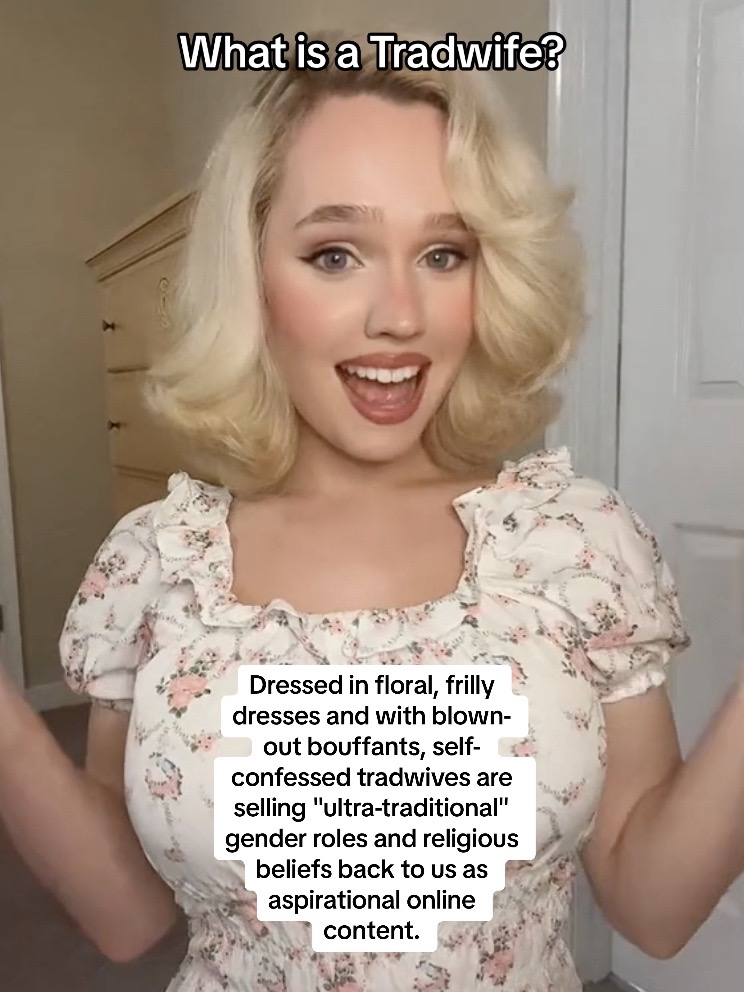 What is a Tradwife?
Dressed in floral, frilly
dresses and with blown-
out bouffants, self-
confessed tradwives are
selling "ultra-traditional"
gender roles and religious
beliefs back to us as
aspirational online
content.